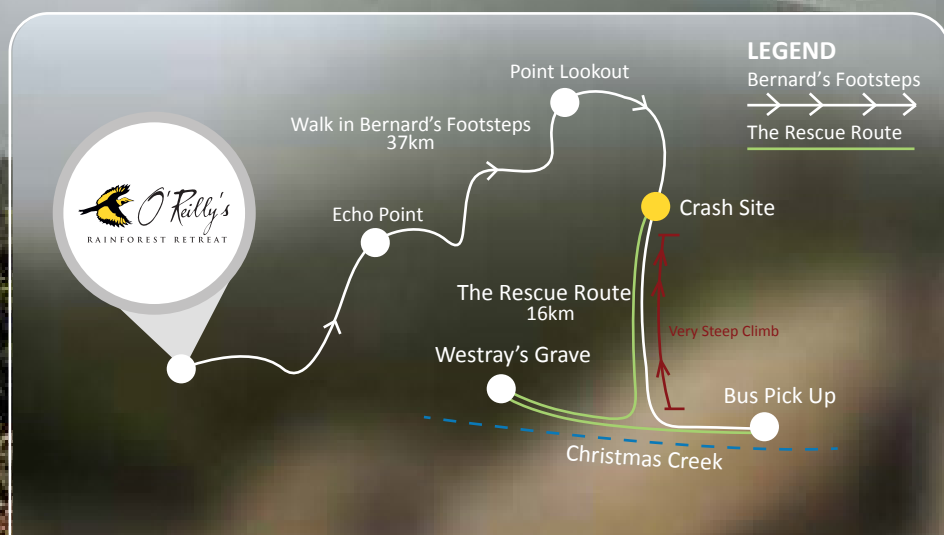 LEGEND
Bernard's Footsteps
The Rescue Route
Point Lookout
Walk in Bernard's Footsteps
37km
O'Reilly's
RAINFOREST RETREAT
Echo Point
Crash Site
The Rescue Route
16km
Very Steep Climb
Westray's Grave
Bus Pick Up
Christmas Creek